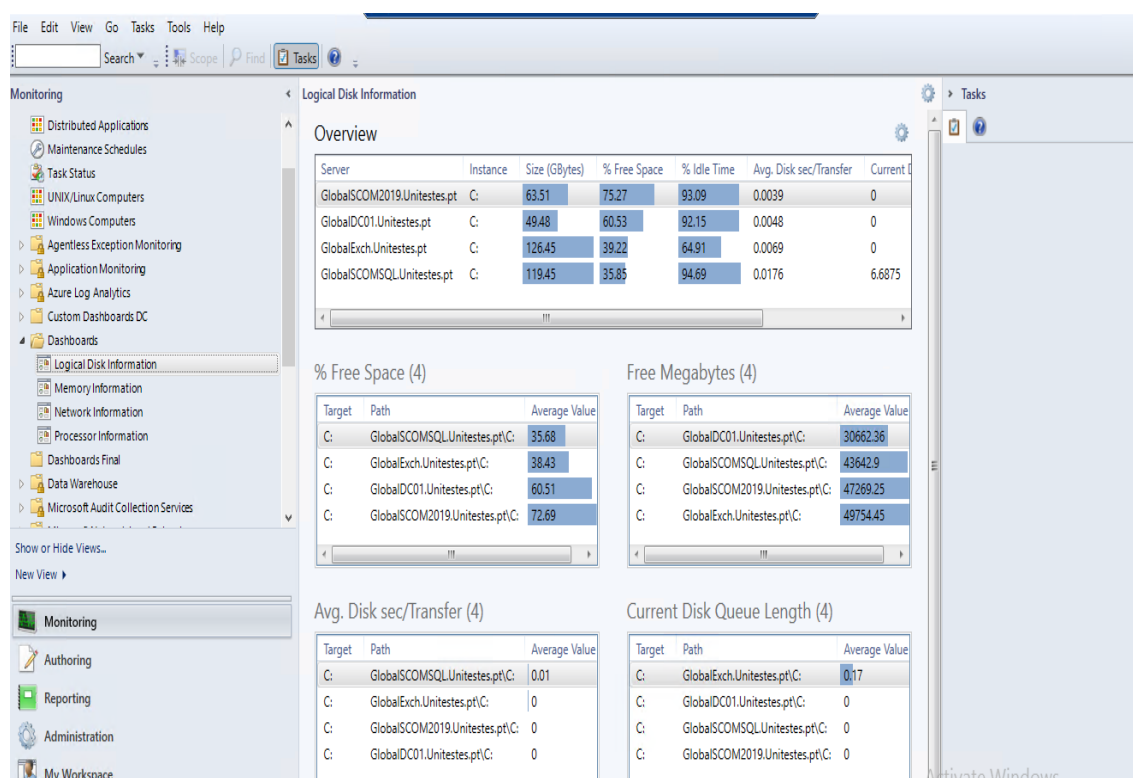 File Edit View Go Tasks Tools Help
Search Scope Find Tasks
Monitoring
Distributed Applications
Maintenance Schedules
Task Status
UNIX/Linux Computers
Windows Computers
Agentless Exception Monitoring
Application Monitoring
Azure Log Analytics
Custom Dashboards DC
Dashboards
Logical Disk Information
Memory Information
Network Information
Processor Information
Dashboards Final
Data Warehouse
Microsoft Audit Collection Services
Show or Hide Views...
New View
Monitoring
Authoring
Reporting
Administration
My Workspace
Logical Disk Information
Overview
Server Instance Size (GBytes) % Free Space % Idle Time Avg. Disk sec/Transfer Current
GlobalSCOM2019.Unitestes.pt C: 63.51 75.27 93.09 0.0039 0
GlobalDC01.Unitestes.pt C: 49.48 60.53 92.15 0.0048 0
GlobalExch.Unitestes.pt C: 126.45 39.22 64.91 0.0069 0
GlobalSCOMSQL.Unitestes.pt C: 119.45 35.85 94.69 0.0176 6.6875
% Free Space (4)
Target Path Average Value
C: GlobalSCOMSQL.Unitestes.pt\C: 35.68
C: GlobalExch.Unitestes.pt\C: 38.43
C: GlobalDC01.Unitestes.pt\C: 60.51
C: GlobalSCOM2019.Unitestes.pt\C: 72.69
Free Megabytes (4)
Target Path Average Value
C: GlobalDC01.Unitestes.pt\C: 30662.36
C: GlobalSCOMSQL.Unitestes.pt\C: 43642.9
C: GlobalSCOM2019.Unitestes.pt\C: 47269.25
C: GlobalExch.Unitestes.pt\C: 49754.45
Avg. Disk sec/Transfer (4)
Target Path Average Value
C: GlobalSCOMSQL.Unitestes.pt\C: 0.01
C: GlobalExch.Unitestes.pt\C: 0
C: GlobalSCOM2019.Unitestes.pt\C: 0
C: GlobalDC01.Unitestes.pt\C: 0
Current Disk Queue Length (4)
Target Path Average Value
C: GlobalExch.Unitestes.pt\C: 0.17
C: GlobalDC01.Unitestes.pt\C: 0
C: GlobalSCOMSQL.Unitestes.pt\C: 0
C: GlobalSCOM2019.Unitestes.pt\C: 0
Tasks
Activate Windows